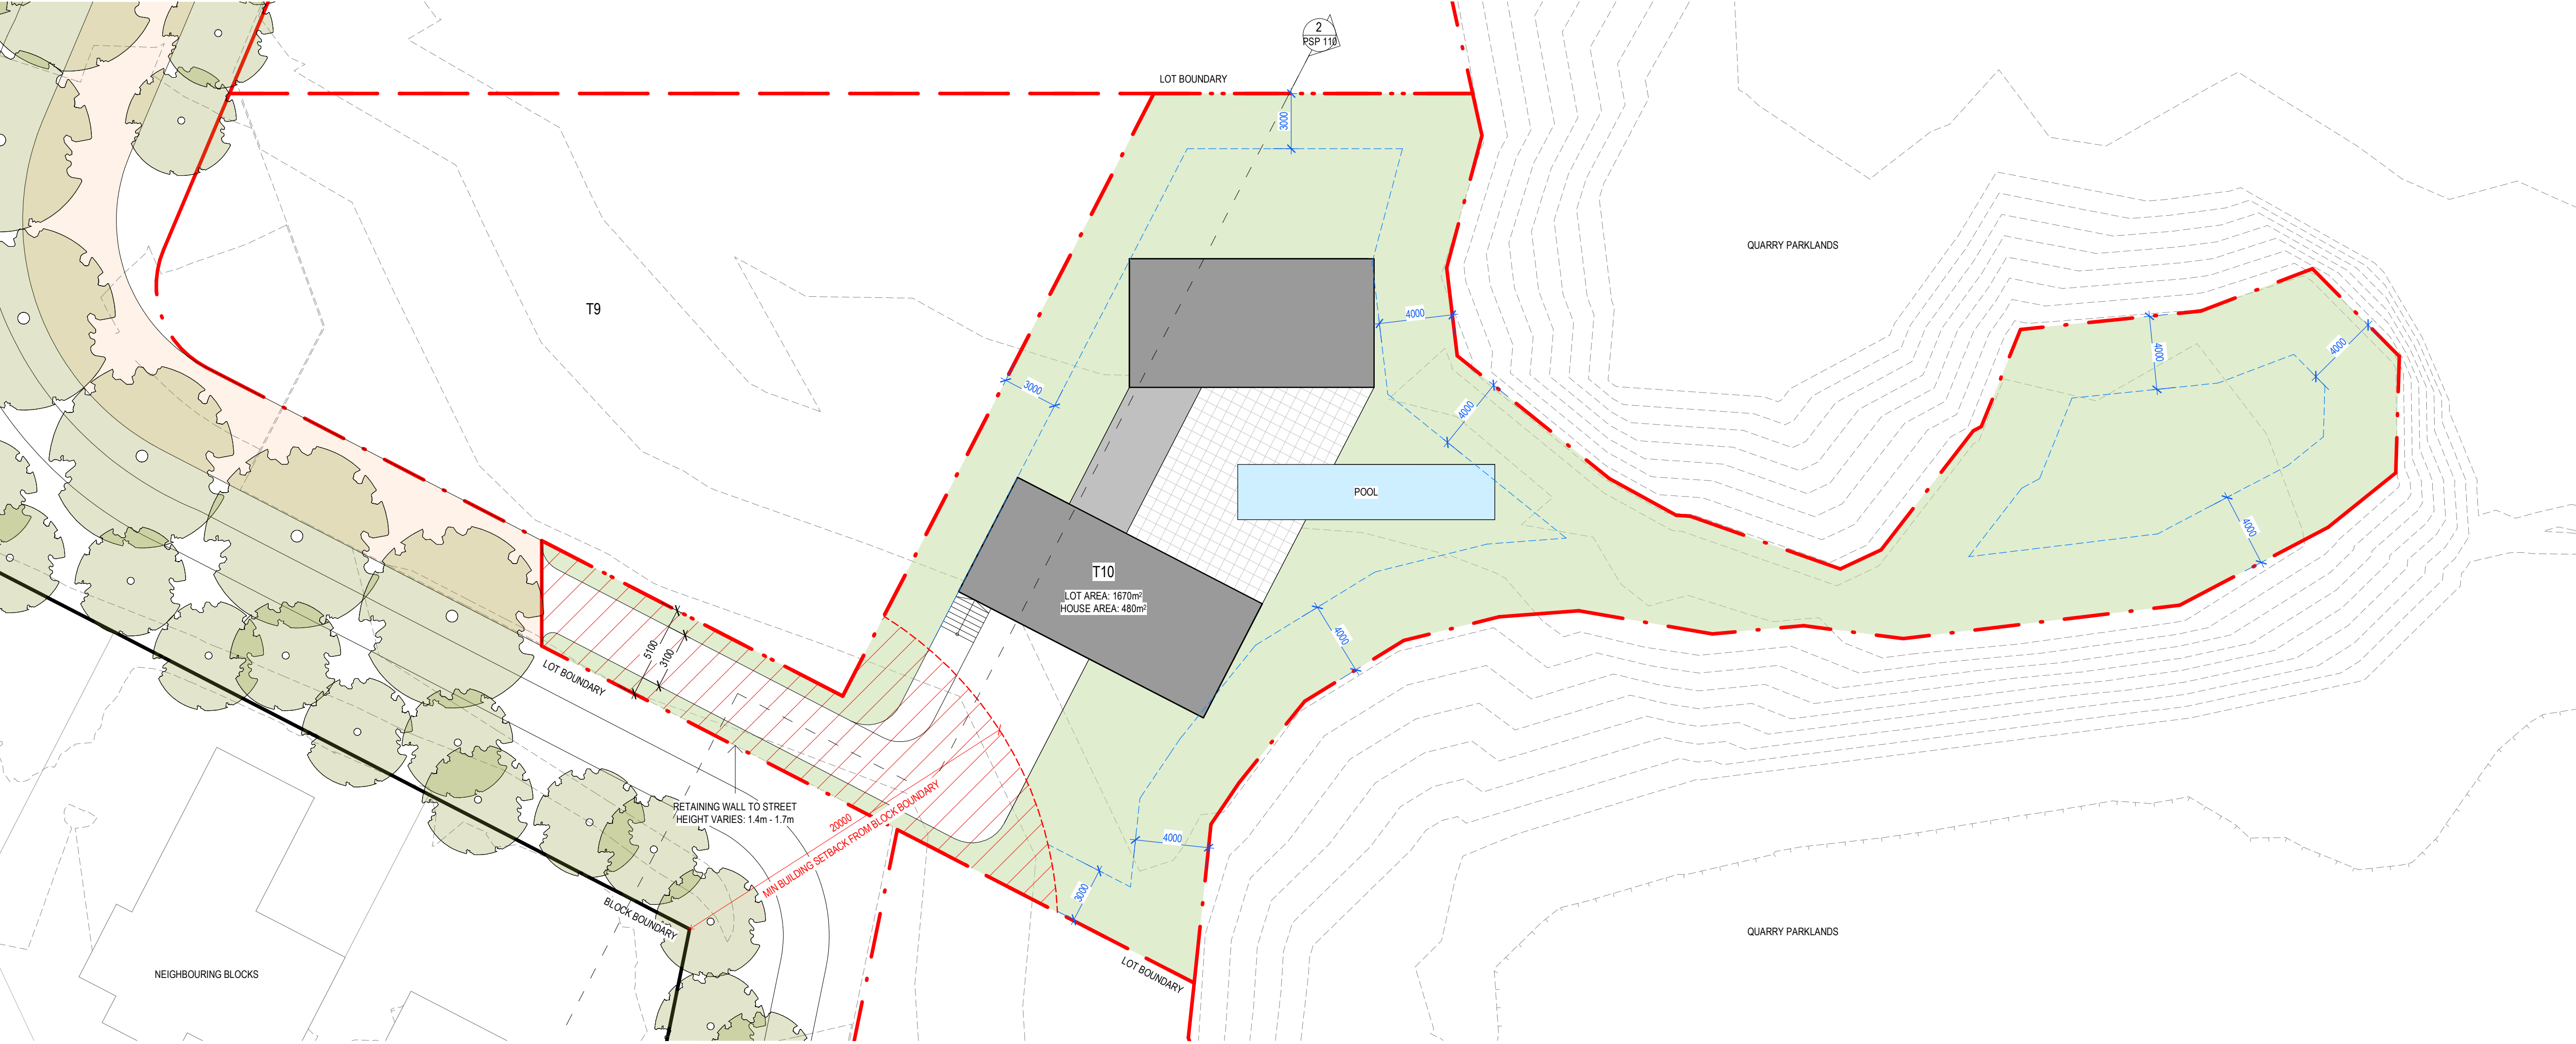 2
PSP 110
LOT BOUNDARY
3000
QUARRY PARKLANDS
T9
4000
4000
4000
3000
4000
POOL
4000
T10
LOT AREA: 1670m²
HOUSE AREA: 480m²
4000
5100
3100
LOT BOUNDARY
RETAINING WALL TO STREET
HEIGHT VARIES: 1.4m - 1.7m
20000
MIN BUILDING SETBACK FROM BLOCK BOUNDARY
4000
3000
BLOCK BOUNDARY
QUARRY PARKLANDS
LOT BOUNDARY
NEIGHBOURING BLOCKS